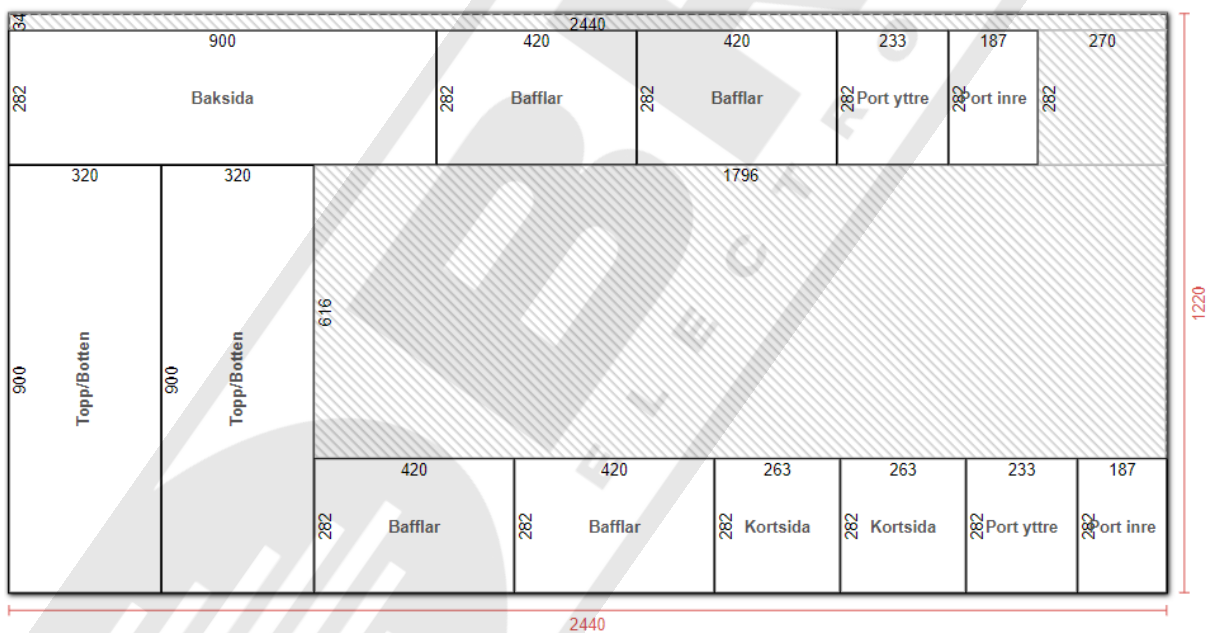 34
2440
900 420 420 233 187 270
282 Baksida 282 Bafflar 282 Bafflar 282 Port yttre 282 Port inre 282
320 320 1796
900 Topp/Botten 900 Topp/Botten 616
1220
420 420 263 263 233 187
282 Bafflar 282 Bafflar 282 Kortsida 282 Kortsida 282 Port yttre 282 Port inre
2440